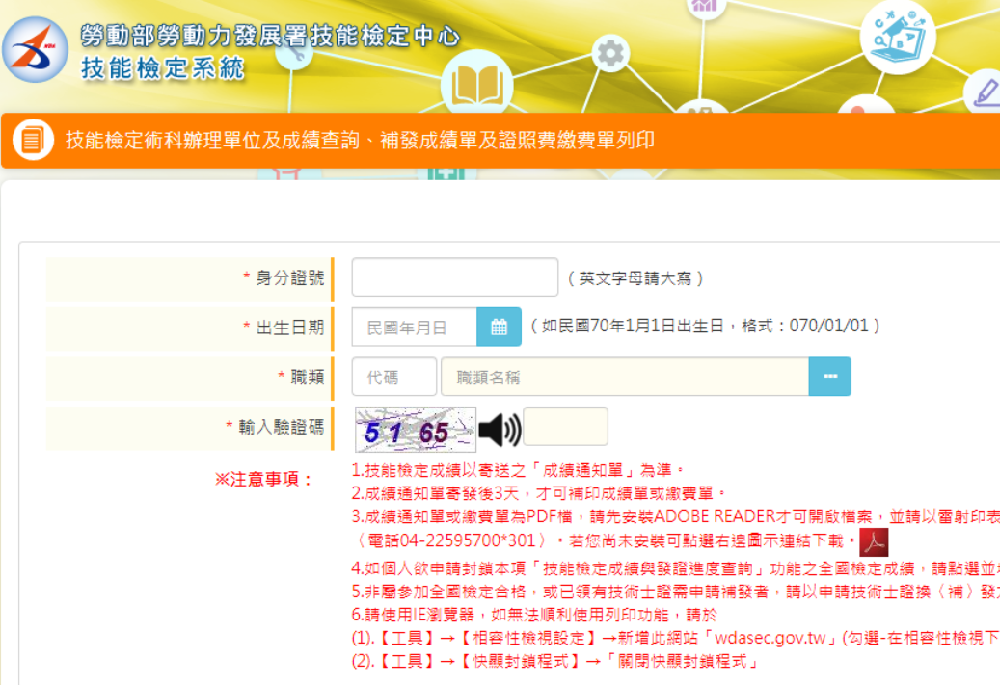 勞動部勞動力發展署技能檢定中心
技能檢定系統
技能檢定術科辦理單位及成績查詢、補發成績單及證照費繳費單列印
* 身分證號 (英文字母請大寫)
* 出生日期 民國年月日 (如民國70年1月1日出生日，格式：070/01/01)
* 職類 代碼 職類名稱 ...
* 輸入驗證碼 5 1 65
※注意事項：
1.技能檢定成績以寄送之「成績通知單」為準。
2.成績通知單寄發後3天，才可補印成績單或繳費單。
3.成績通知單或繳費單為PDF檔，請先安裝ADOBE READER才可開啟檔案，並請以雷射印表
〈電話04-22595700*301〉。若您尚未安裝可點選右邊圖示連結下載。
4.如個人欲申請封鎖本項「技能檢定成績與發證進度查詢」功能之全國檢定成績，請點選並
5.非屬參加全國檢定合格，或已領有技術士證需申請補發者，請以申請技術士證換〈補〉發
6.請使用IE瀏覽器，如無法順利使用列印功能，請於
(1).【工具】→【相容性檢視設定】→新增此網站「wdasec.gov.tw」(勾選-在相容性檢視下
(2).【工具】→【快顯封鎖程式】→「關閉快顯封鎖程式」